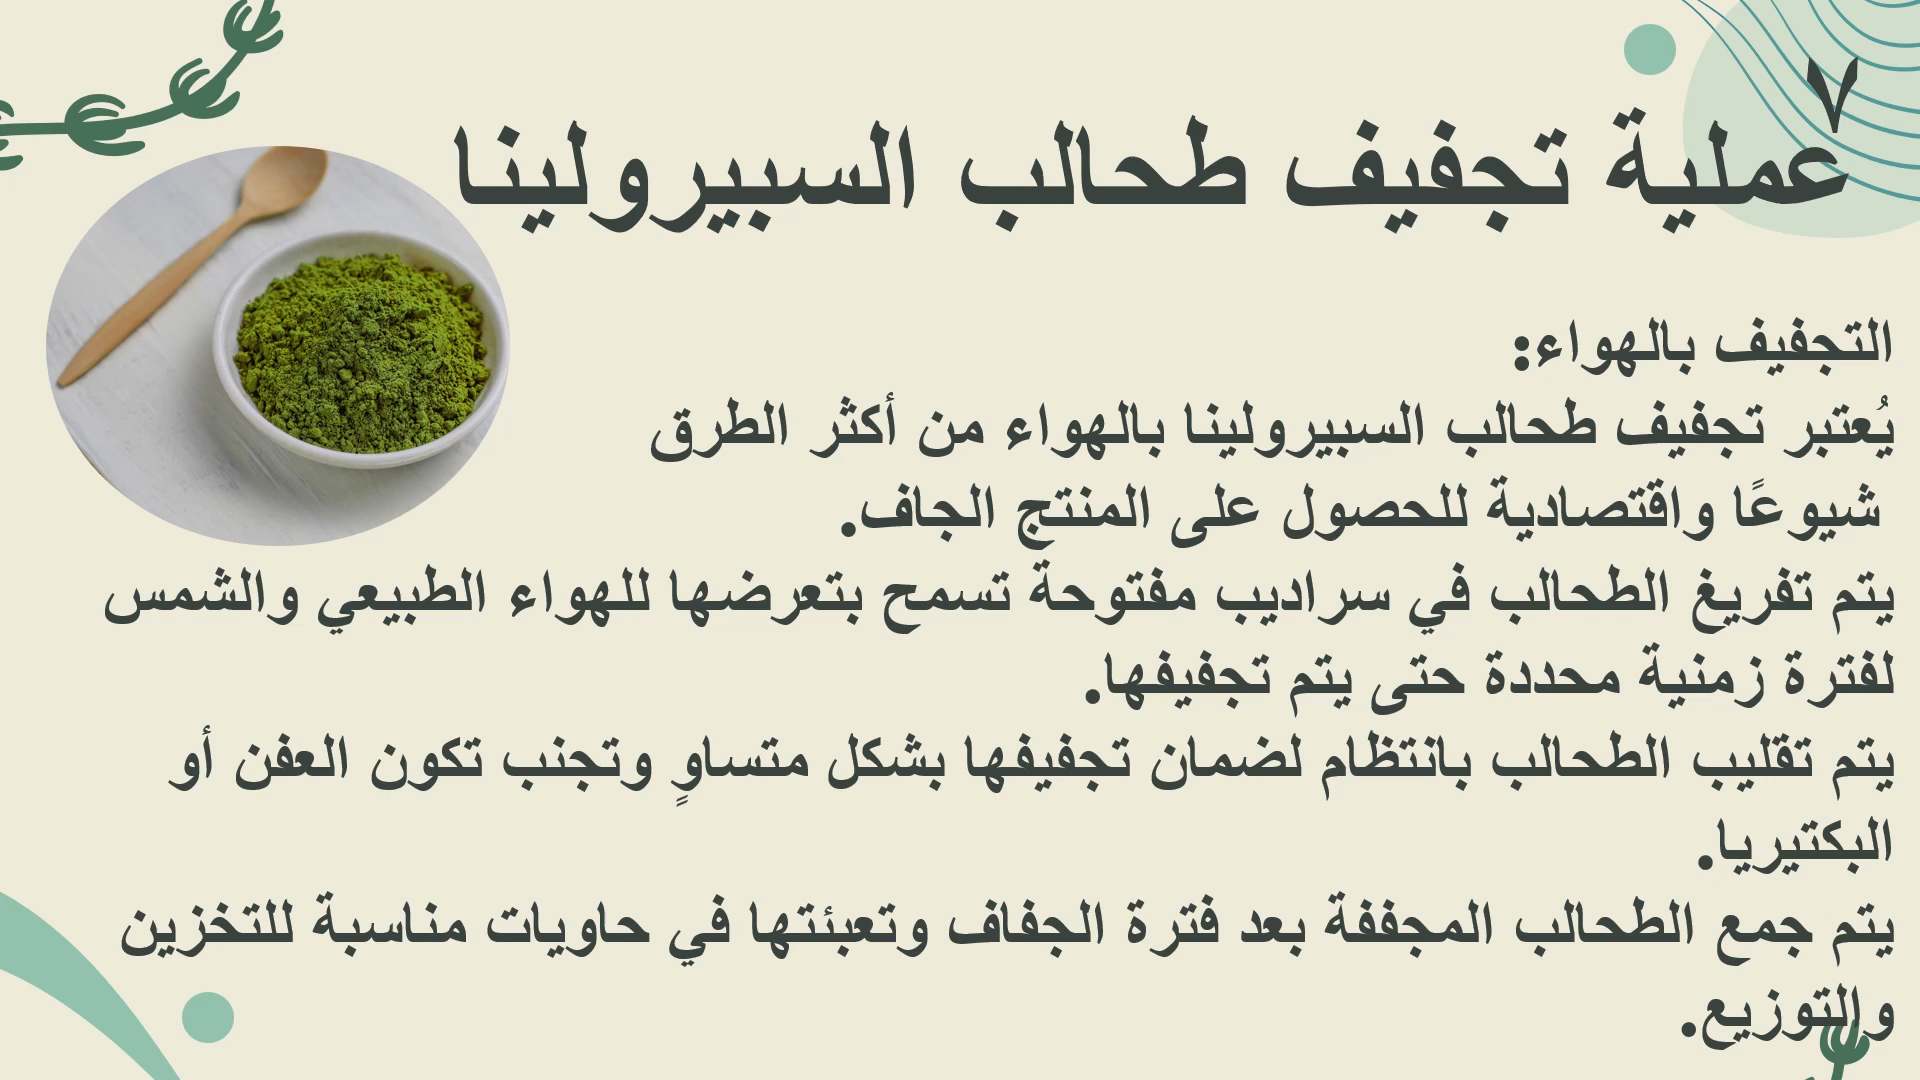 ٧
عملية تجفيف طحالب السبيرولينا
التجفيف بالهواء:
يُعتبر تجفيف طحالب السبيرولينا بالهواء من أكثر الطرق
شيوعًا واقتصادية للحصول على المنتج الجاف.
يتم تفريغ الطحالب في سراديب مفتوحة تسمح بتعرضها للهواء الطبيعي والشمس
لفترة زمنية محددة حتى يتم تجفيفها.
يتم تقليب الطحالب بانتظام لضمان تجفيفها بشكل متساوٍ وتجنب تكون العفن أو
البكتيريا.
يتم جمع الطحالب المجففة بعد فترة الجفاف وتعبئتها في حاويات مناسبة للتخزين
والتوزيع.